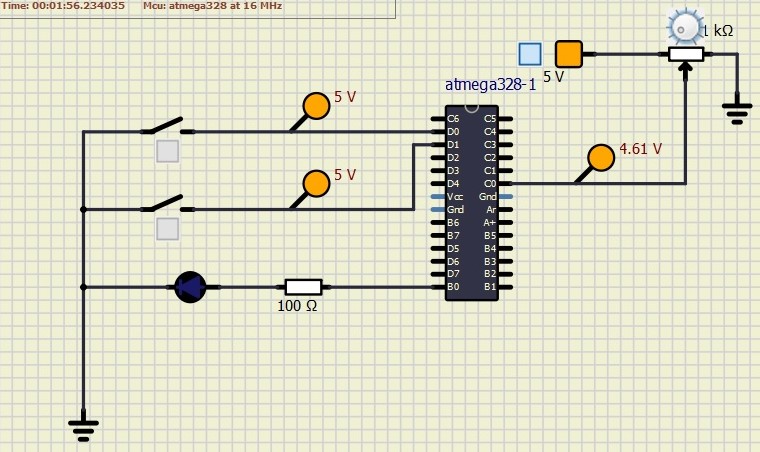 Time: 00:01:56.234035 Mcu: atmega328 at 16 MHz
1 kΩ
5 V
atmega328-1
5 V
5 V
4.61 V
C6 C5
D0 C4
D1 C3
D2 C2
D3 C1
D4 C0
Vcc Gnd
Gnd Ar
B6 A+
B7 B5
D5 B4
D6 B3
D7 B2
B0 B1
100 Ω